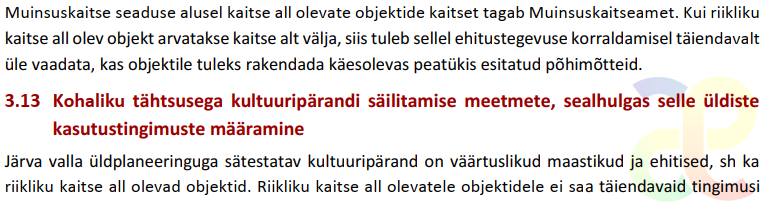 Muinsuskaitse seaduse alusel kaitse all olevate objektide kaitset tagab Muinsuskaitseamet. Kui riikliku
kaitse all olev objekt arvatakse kaitse alt välja, siis tuleb sellel ehitustegevuse korraldamisel täiendavalt
üle vaadata, kas objektile tuleks rakendada käesolevas peatükis esitatud põhimõtteid.
3.13 Kohaliku tähtsusega kultuuripärandi säilitamise meetmete, sealhulgas selle üldiste
kasutustingimuste määramine
Järva valla üldplaneeringuga sätestatav kultuuripärand on väärtuslikud maastikud ja ehitised, sh ka
riikliku kaitse all olevad objektid. Riikliku kaitse all olevatele objektidele ei saa täiendavaid tingimusi